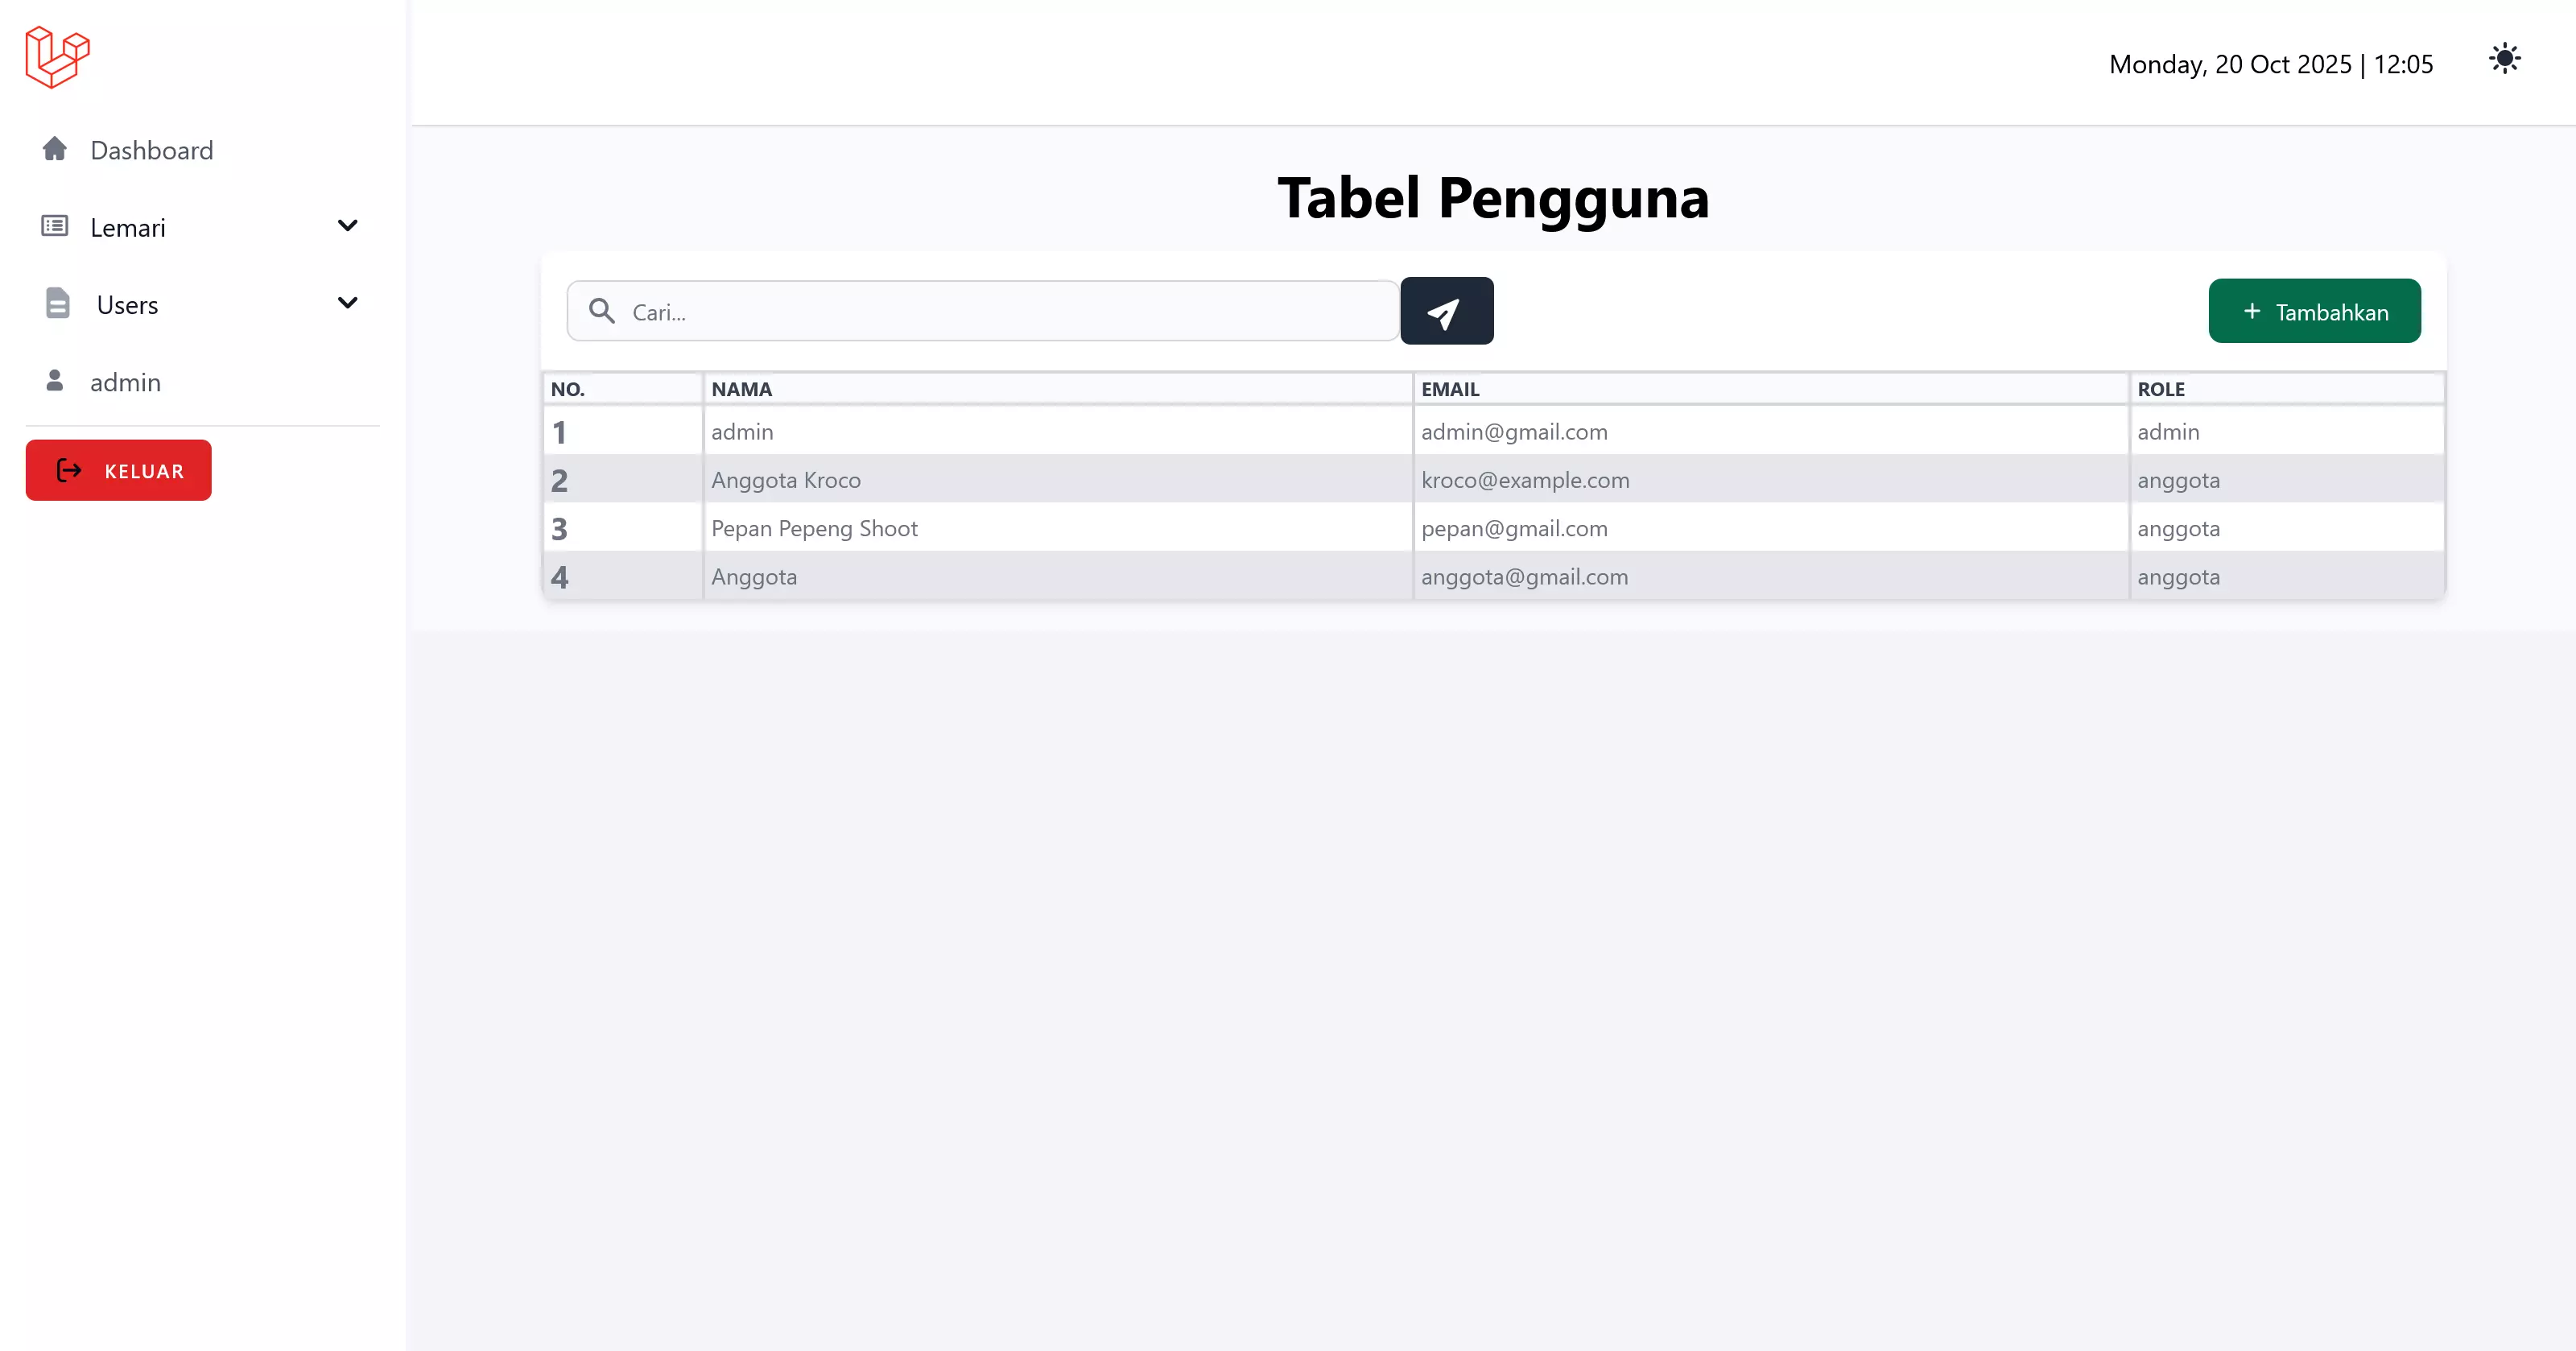 Monday, 20 Oct 2025 | 12:05
Dashboard
Lemari
Users
admin
KELUAR
Tabel Pengguna
Cari...
+ Tambahkan
NO. NAMA EMAIL ROLE
1 admin admin@gmail.com admin
2 Anggota Kroco kroco@example.com anggota
3 Pepan Pepeng Shoot pepan@gmail.com anggota
4 Anggota anggota@gmail.com anggota